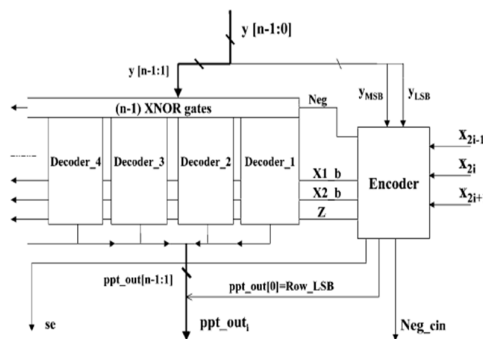 y [n-1:0]
y [n-1:1]
y_MSB
y_LSB
Neg
(n-1) XNOR gates
Decoder_4
Decoder_3
Decoder_2
Decoder_1
Encoder
X_2i-1
X_2i
X_2i+
X1_b
X2_b
Z
ppt_out[n-1:1]
ppt_out[0]=Row_LSB
se
ppt_out_i
Neg_cin